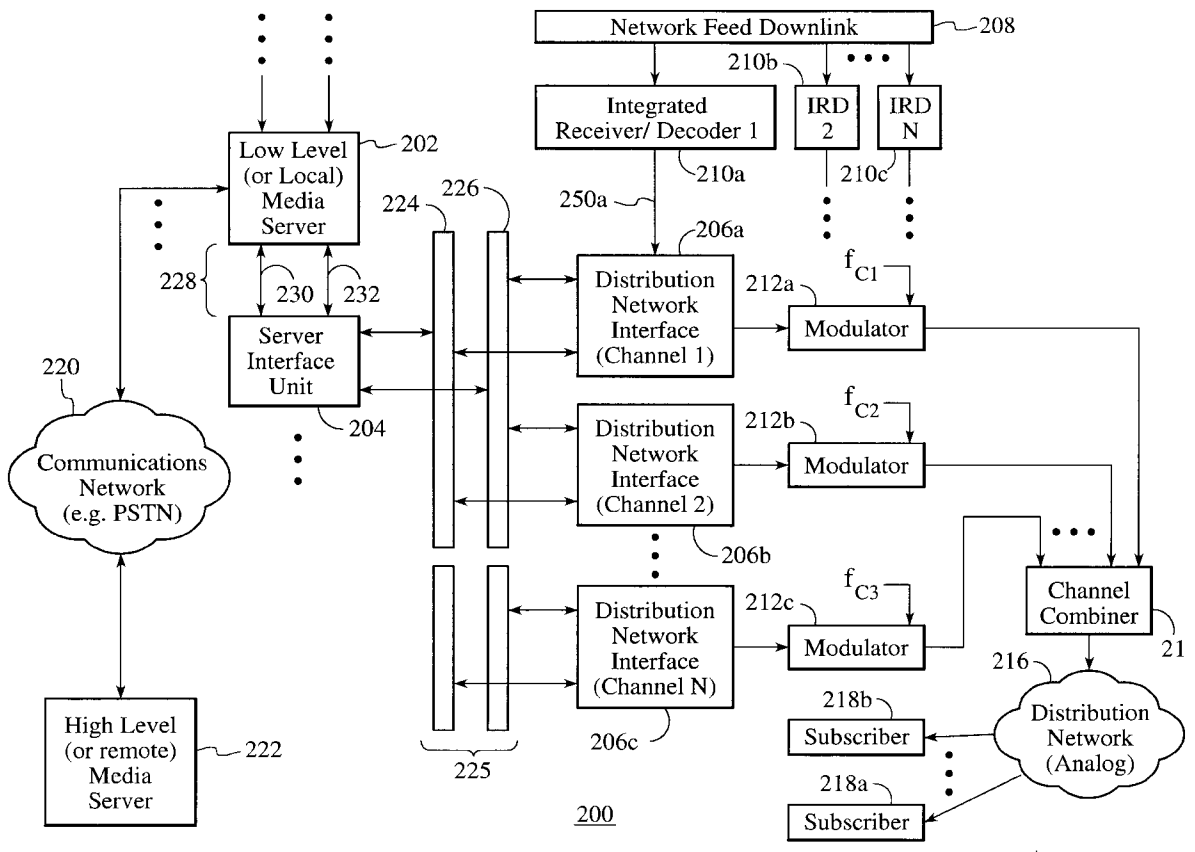 Network Feed Downlink
208
210b
Integrated
Receiver/ Decoder 1
IRD
2
IRD
N
210a
210c
202
Low Level
(or Local)
Media
Server
224
226
250a
206a
228
230
232
Distribution
Network
Interface
(Channel 1)
212a
fC1
Modulator
Server
Interface
Unit
204
220
Communications
Network
(e.g. PSTN)
Distribution
Network
Interface
(Channel 2)
206b
212b
fC2
Modulator
Distribution
Network
Interface
(Channel N)
206c
212c
fC3
Modulator
Channel
Combiner
21
216
Distribution
Network
(Analog)
218b
Subscriber
218a
Subscriber
High Level
(or remote)
Media
Server
222
225
200